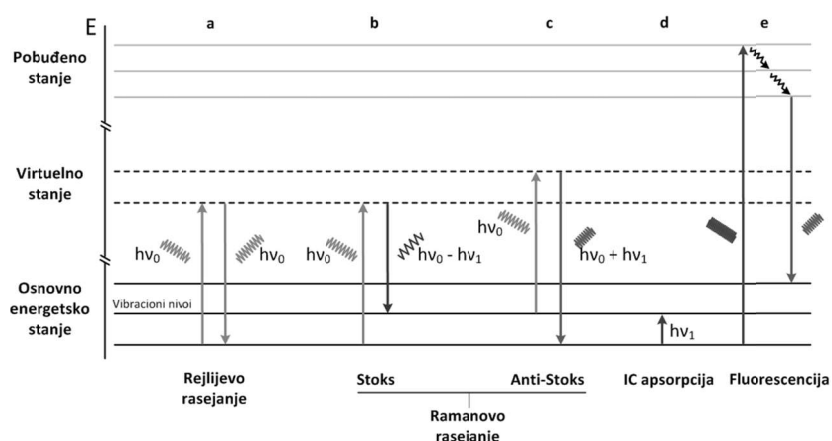 E
a
b
c
d
e
Pobuđeno
stanje
Virtuelno
stanje
hν₀
hν₀
hν₀
hν₀ - hν₁
hν₀
hν₀ + hν₁
Osnovno
energetsko
stanje
Vibracioni nivoi
hν₁
Rejlijevo
rasejanje
Stoks
Anti-Stoks
IC apsorpcija
Fluorescencija
Ramanovo
rasejanje